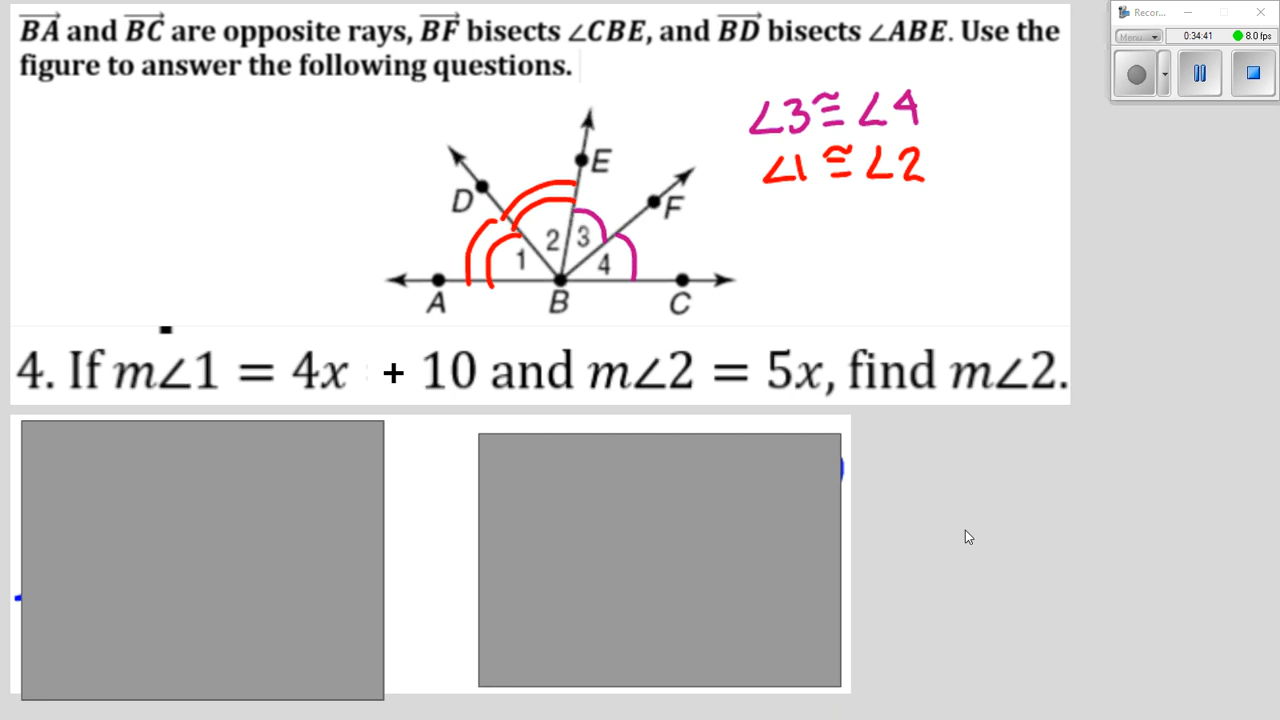 BA and BC are opposite rays, BF bisects ∠CBE, and BD bisects ∠ABE. Use the
figure to answer the following questions.
∠3 ≅ ∠4
∠1 ≅ ∠2
E
D
F
2
3
1
4
A
B
C
4. If m∠1 = 4x + 10 and m∠2 = 5x, find m∠2.
Recor...
Menu
0:34:41
8.0 fps